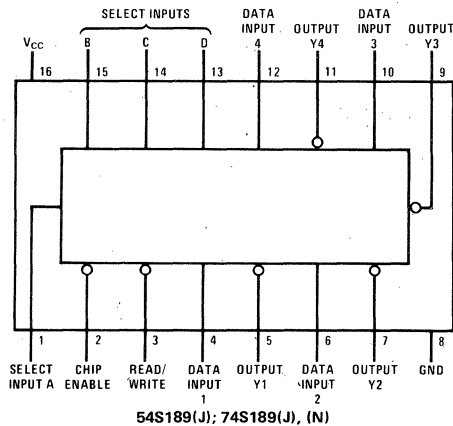 SELECT INPUTS
DATA INPUT 4
OUTPUT Y4
DATA INPUT 3
OUTPUT Y3
VCC
B
C
D
16 15 14 13 12 11 10 9
1 2 3 4 5 6 7 8
SELECT INPUT A
CHIP ENABLE
READ/ WRITE
DATA INPUT 1
OUTPUT Y1
DATA INPUT 2
OUTPUT Y2
GND
54S189(J); 74S189(J), (N)